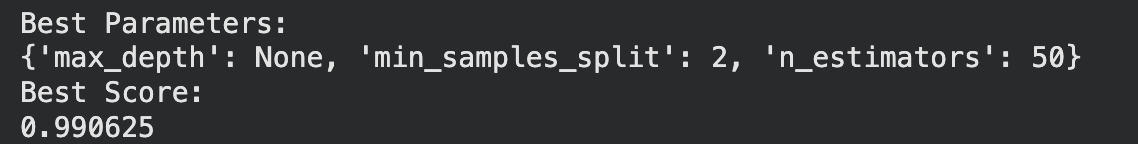 Best Parameters:
{'max_depth': None, 'min_samples_split': 2, 'n_estimators': 50}
Best Score:
0.990625